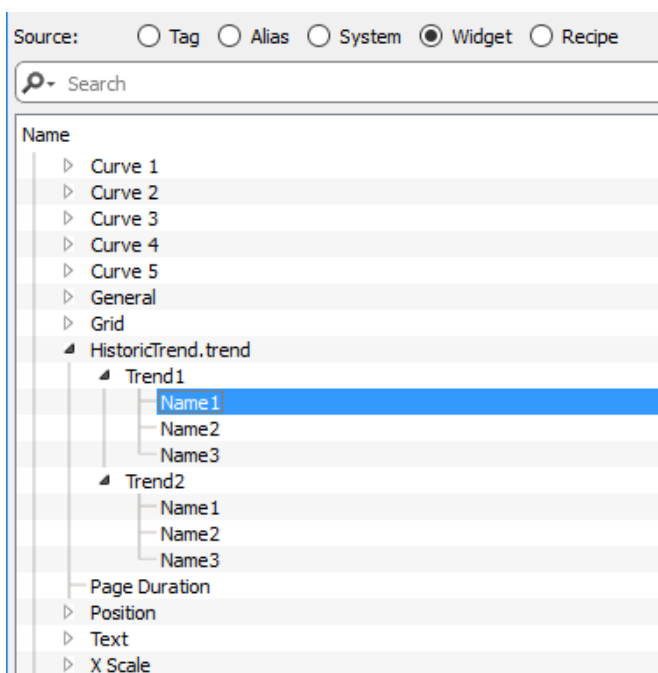 Source: Tag Alias System Widget Recipe
Search
Name
Curve 1
Curve 2
Curve 3
Curve 4
Curve 5
General
Grid
HistoricTrend.trend
Trend1
Name1
Name2
Name3
Trend2
Name1
Name2
Name3
Page Duration
Position
Text
X Scale